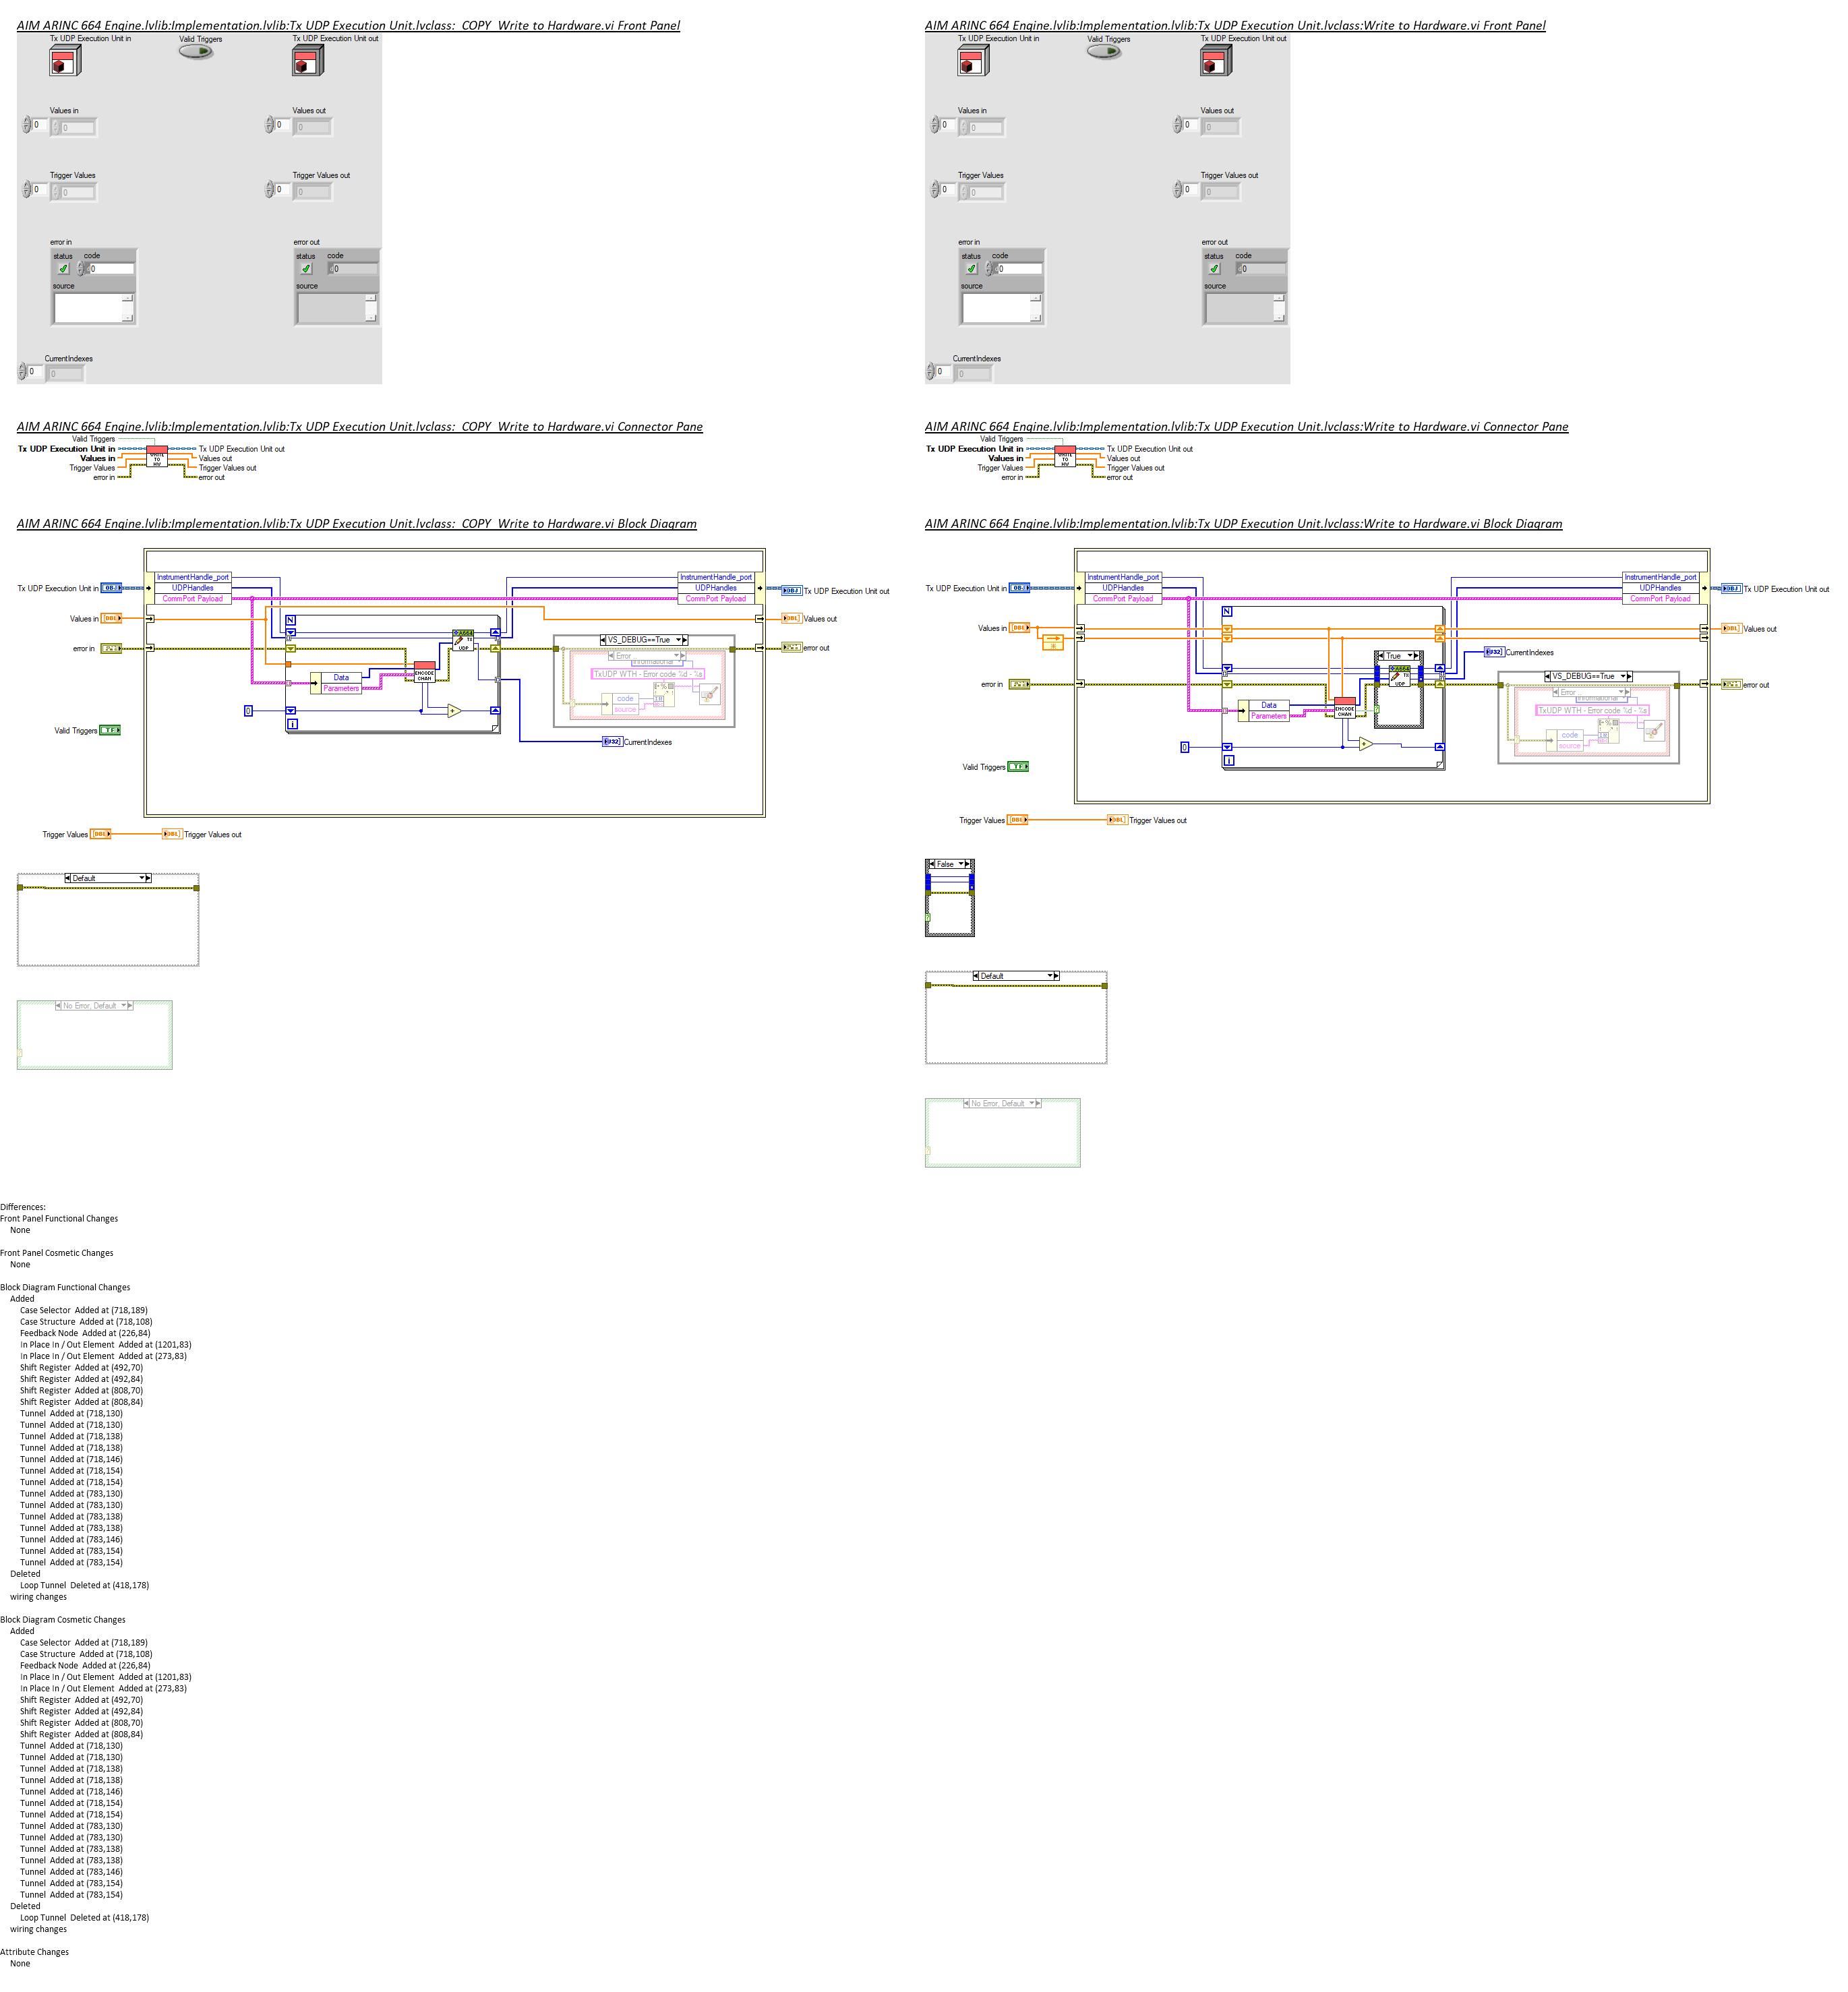 AIM ARINC 664 Engine.lvlib:Implementation.lvlib:Tx UDP Execution Unit.lvclass:  COPY  Write to Hardware.vi Front Panel
Tx UDP Execution Unit in
Valid Triggers
Tx UDP Execution Unit out
Values in
0
0
Values out
0
0
Trigger Values
0
0
Trigger Values out
0
0
error in
status
code
0
source
error out
status
code
0
source
CurrentIndexes
0
0
AIM ARINC 664 Engine.lvlib:Implementation.lvlib:Tx UDP Execution Unit.lvclass:Write to Hardware.vi Front Panel
Tx UDP Execution Unit in
Valid Triggers
Tx UDP Execution Unit out
Values in
0
0
Values out
0
0
Trigger Values
0
0
Trigger Values out
0
0
error in
status
code
0
source
error out
status
code
0
source
CurrentIndexes
0
0
AIM ARINC 664 Engine.lvlib:Implementation.lvlib:Tx UDP Execution Unit.lvclass:  COPY  Write to Hardware.vi Connector Pane
Valid Triggers
Tx UDP Execution Unit in
Values in
Trigger Values
error in
TO
Tx UDP Execution Unit out
Values out
Trigger Values out
error out
AIM ARINC 664 Engine.lvlib:Implementation.lvlib:Tx UDP Execution Unit.lvclass:Write to Hardware.vi Connector Pane
Valid Triggers
Tx UDP Execution Unit in
Values in
Trigger Values
error in
TO
Tx UDP Execution Unit out
Values out
Trigger Values out
error out
AIM ARINC 664 Engine.lvlib:Implementation.lvlib:Tx UDP Execution Unit.lvclass:  COPY  Write to Hardware.vi Block Diagram
Tx UDP Execution Unit in
OBJ
InstrumentHandle_port
UDPHandles
CommPort Payload
InstrumentHandle_port
UDPHandles
CommPort Payload
OBJ
Tx UDP Execution Unit out
Values in
DBL
N
DBL
Values out
error in
A664
TX
UDP
VS_DEBUG==True
error out
Error
Informational
TxUDP WTH - Error code %d - %s
code
source
Data
Parameters
ENCODE
CHAN
0
i
Valid Triggers
TF
U32
CurrentIndexes
Trigger Values
DBL
DBL
Trigger Values out
Default
No Error, Default
AIM ARINC 664 Engine.lvlib:Implementation.lvlib:Tx UDP Execution Unit.lvclass:Write to Hardware.vi Block Diagram
Tx UDP Execution Unit in
OBJ
InstrumentHandle_port
UDPHandles
CommPort Payload
InstrumentHandle_port
UDPHandles
CommPort Payload
OBJ
Tx UDP Execution Unit out
N
Values in
DBL
DBL
Values out
True
U32
CurrentIndexes
A664
TX
UDP
error in
VS_DEBUG==True
error out
Error
TxUDP WTH - Error code %d - %s
code
source
Data
Parameters
ENCODE
CHAN
0
i
Valid Triggers
TF
Trigger Values
DBL
DBL
Trigger Values out
False
Default
No Error, Default
Differences:
Front Panel Functional Changes
None
Front Panel Cosmetic Changes
None
Block Diagram Functional Changes
Added
Case Selector  Added at (718,189)
Case Structure  Added at (718,108)
Feedback Node  Added at (226,84)
In Place In / Out Element  Added at (1201,83)
In Place In / Out Element  Added at (273,83)
Shift Register  Added at (492,70)
Shift Register  Added at (492,84)
Shift Register  Added at (808,70)
Shift Register  Added at (808,84)
Tunnel  Added at (718,130)
Tunnel  Added at (718,130)
Tunnel  Added at (718,138)
Tunnel  Added at (718,138)
Tunnel  Added at (718,146)
Tunnel  Added at (718,154)
Tunnel  Added at (718,154)
Tunnel  Added at (783,130)
Tunnel  Added at (783,130)
Tunnel  Added at (783,138)
Tunnel  Added at (783,138)
Tunnel  Added at (783,146)
Tunnel  Added at (783,154)
Tunnel  Added at (783,154)
Deleted
Loop Tunnel  Deleted at (418,178)
wiring changes
Block Diagram Cosmetic Changes
Added
Case Selector  Added at (718,189)
Case Structure  Added at (718,108)
Feedback Node  Added at (226,84)
In Place In / Out Element  Added at (1201,83)
In Place In / Out Element  Added at (273,83)
Shift Register  Added at (492,70)
Shift Register  Added at (492,84)
Shift Register  Added at (808,70)
Shift Register  Added at (808,84)
Tunnel  Added at (718,130)
Tunnel  Added at (718,130)
Tunnel  Added at (718,138)
Tunnel  Added at (718,138)
Tunnel  Added at (718,146)
Tunnel  Added at (718,154)
Tunnel  Added at (718,154)
Tunnel  Added at (783,130)
Tunnel  Added at (783,130)
Tunnel  Added at (783,138)
Tunnel  Added at (783,138)
Tunnel  Added at (783,146)
Tunnel  Added at (783,154)
Tunnel  Added at (783,154)
Deleted
Loop Tunnel  Deleted at (418,178)
wiring changes
Attribute Changes
None